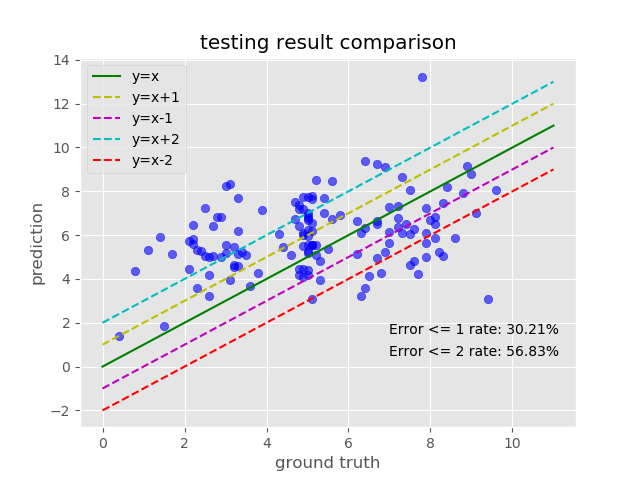 testing result comparison
14
12
10
8
6
4
2
0
−2
y=x
y=x+1
y=x-1
y=x+2
y=x-2
prediction
Error <= 1 rate: 30.21%
Error <= 2 rate: 56.83%
0 2 4 6 8 10
ground truth